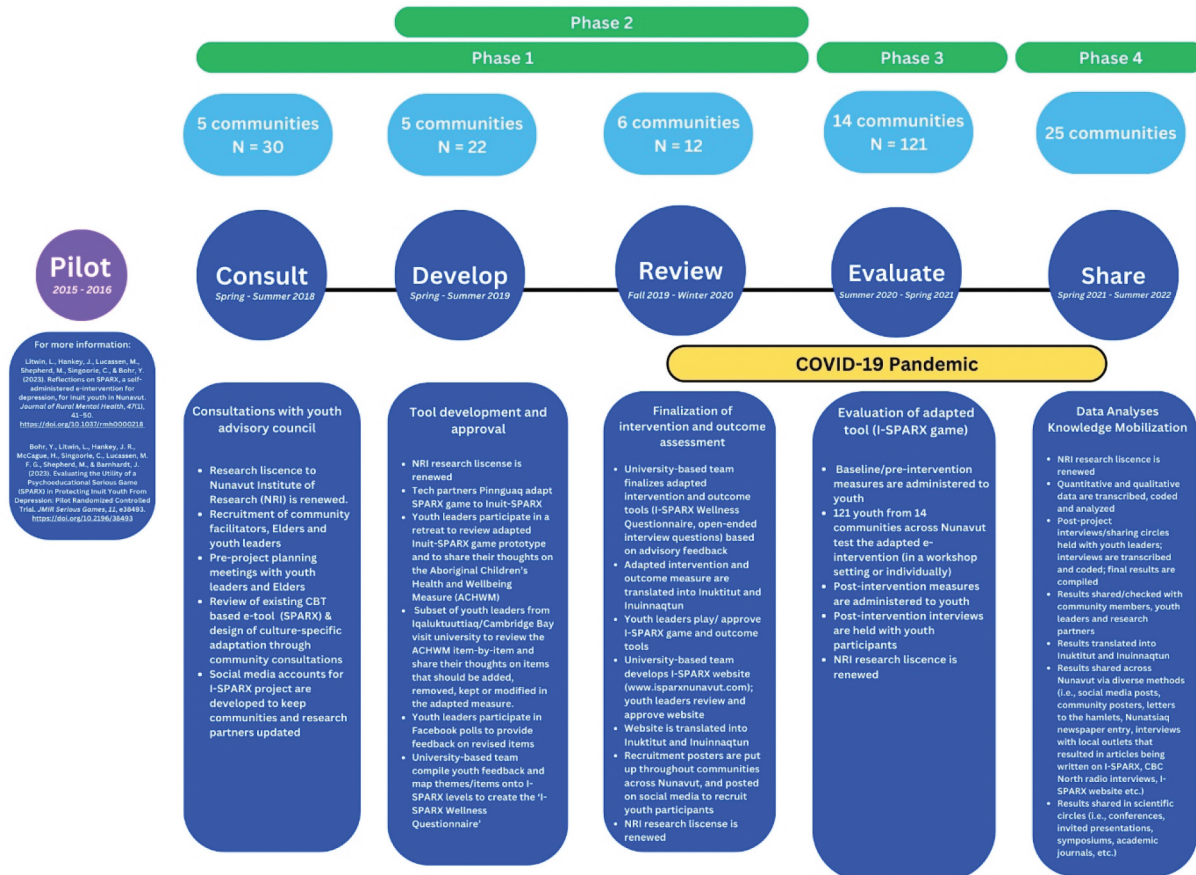 Phase 2
Phase 1
Phase 3
Phase 4
5 communities
N = 30
5 communities
N = 22
6 communities
N = 12
14 communities
N = 121
25 communities
Pilot
2015 - 2016
Consult
Spring - Summer 2018
Develop
Spring - Summer 2019
Review
Fall 2019 - Winter 2020
Evaluate
Summer 2020 - Spring 2021
Share
Spring 2021 - Summer 2022
COVID-19 Pandemic
For more information:
Litwin, L., Hankey, J., Lucassen, M.,
Shepherd, M., Singoorie, C., & Bohr, Y.
(2023). Reflections on SPARX, a self-
administered e-intervention for
depression, for Inuit youth in Nunavut.
Journal of Rural Mental Health, 47(1),
41–50.
https://doi.org/10.1037/rmh0000218
Bohr, Y., Litwin, L., Hankey, J. R.,
McCague, H., Singoorie, C., Lucassen, M.
F. G., Shepherd, M., & Barnhardt, J.
(2023). Evaluating the Utility of a
Psychoeducational Serious Game
(SPARX) in Protecting Inuit Youth From
Depression: Pilot Randomized Controlled
Trial. JMIR Serious Games, 11, e38493.
https://doi.org/10.2196/38493
Consultations with youth
advisory council
• Research liscence to
Nunavut Institute of
Research (NRI) is renewed.
• Recruitment of community
facilitators, Elders and
youth leaders
• Pre-project planning
meetings with youth
leaders and Elders
• Review of existing CBT
based e-tool (SPARX) &
design of culture-specific
adaptation through
community consultations
• Social media accounts for
I-SPARX project are
developed to keep
communities and research
partners updated
Tool development and
approval
• NRI research liscense is
renewed
• Tech partners Pinnguaq adapt
SPARX game to Inuit-SPARX
• Youth leaders participate in a
retreat to review adapted
Inuit-SPARX game prototype
and to share their thoughts on
the Aboriginal Children's
Health and Wellbeing
Measure (ACHWM)
• Subset of youth leaders from
Iqaluktuuttiaq/Cambridge Bay
visit university to review the
ACHWM item-by-item and
share their thoughts on items
that should be added,
removed, kept or modified in
the adapted measure.
• Youth leaders participate in
Facebook polls to provide
feedback on revised items
• University-based team
compile youth feedback and
map themes/items onto I-
SPARX levels to create the 'I-
SPARX Wellness
Questionnaire'
Finalization of
intervention and outcome
assessment
• University-based team
finalizes adapted
intervention and outcome
tools (I-SPARX Wellness
Questionnaire, open-ended
interview questions) based
on advisory feedback
• Adapted intervention and
outcome measure are
translated into Inuktitut and
Inuinnaqtun
• Youth leaders play/ approve
I-SPARX game and outcome
tools
• University-based team
develops I-SPARX website
(www.isparxnunavut.com);
youth leaders review and
approve website
• Website is translated into
Inuktitut and Inuinnaqtun
• Recruitment posters are put
up throughout communities
across Nunavut, and posted
on social media to recruit
youth participants
• NRI research liscense is
renewed
Evaluation of adapted
tool (I-SPARX game)
• Baseline/pre-intervention
measures are administered to
youth
• 121 youth from 14
communities across Nunavut
test the adapted e-
intervention (in a workshop
setting or individually)
• Post-intervention measures
are administered to youth
• Post-intervention interviews
are held with youth
participants
• NRI research liscence is
renewed
Data Analyses
Knowledge Mobilization
• NRI research liscence is
renewed
• Quantitative and qualitative
data are transcribed, coded
and analyzed
• Post-project
interviews/sharing circles
held with youth leaders;
interviews are transcribed
and coded; final results are
compiled
• Results shared/checked with
community members, youth
leaders and research
partners
• Results translated into
Inuktitut and Inuinnaqtun
• Results shared across
Nunavut via diverse methods
(i.e., social media posts,
community posters, letters
to the hamlets, Nunatsiaq
newspaper entry, interviews
with local outlets that
resulted in articles being
written on I-SPARX, CBC
North radio interviews, I-
SPARX website etc.)
• Results shared in scientific
circles (i.e., conferences,
invited presentations,
symposiums, academic
journals, etc.)